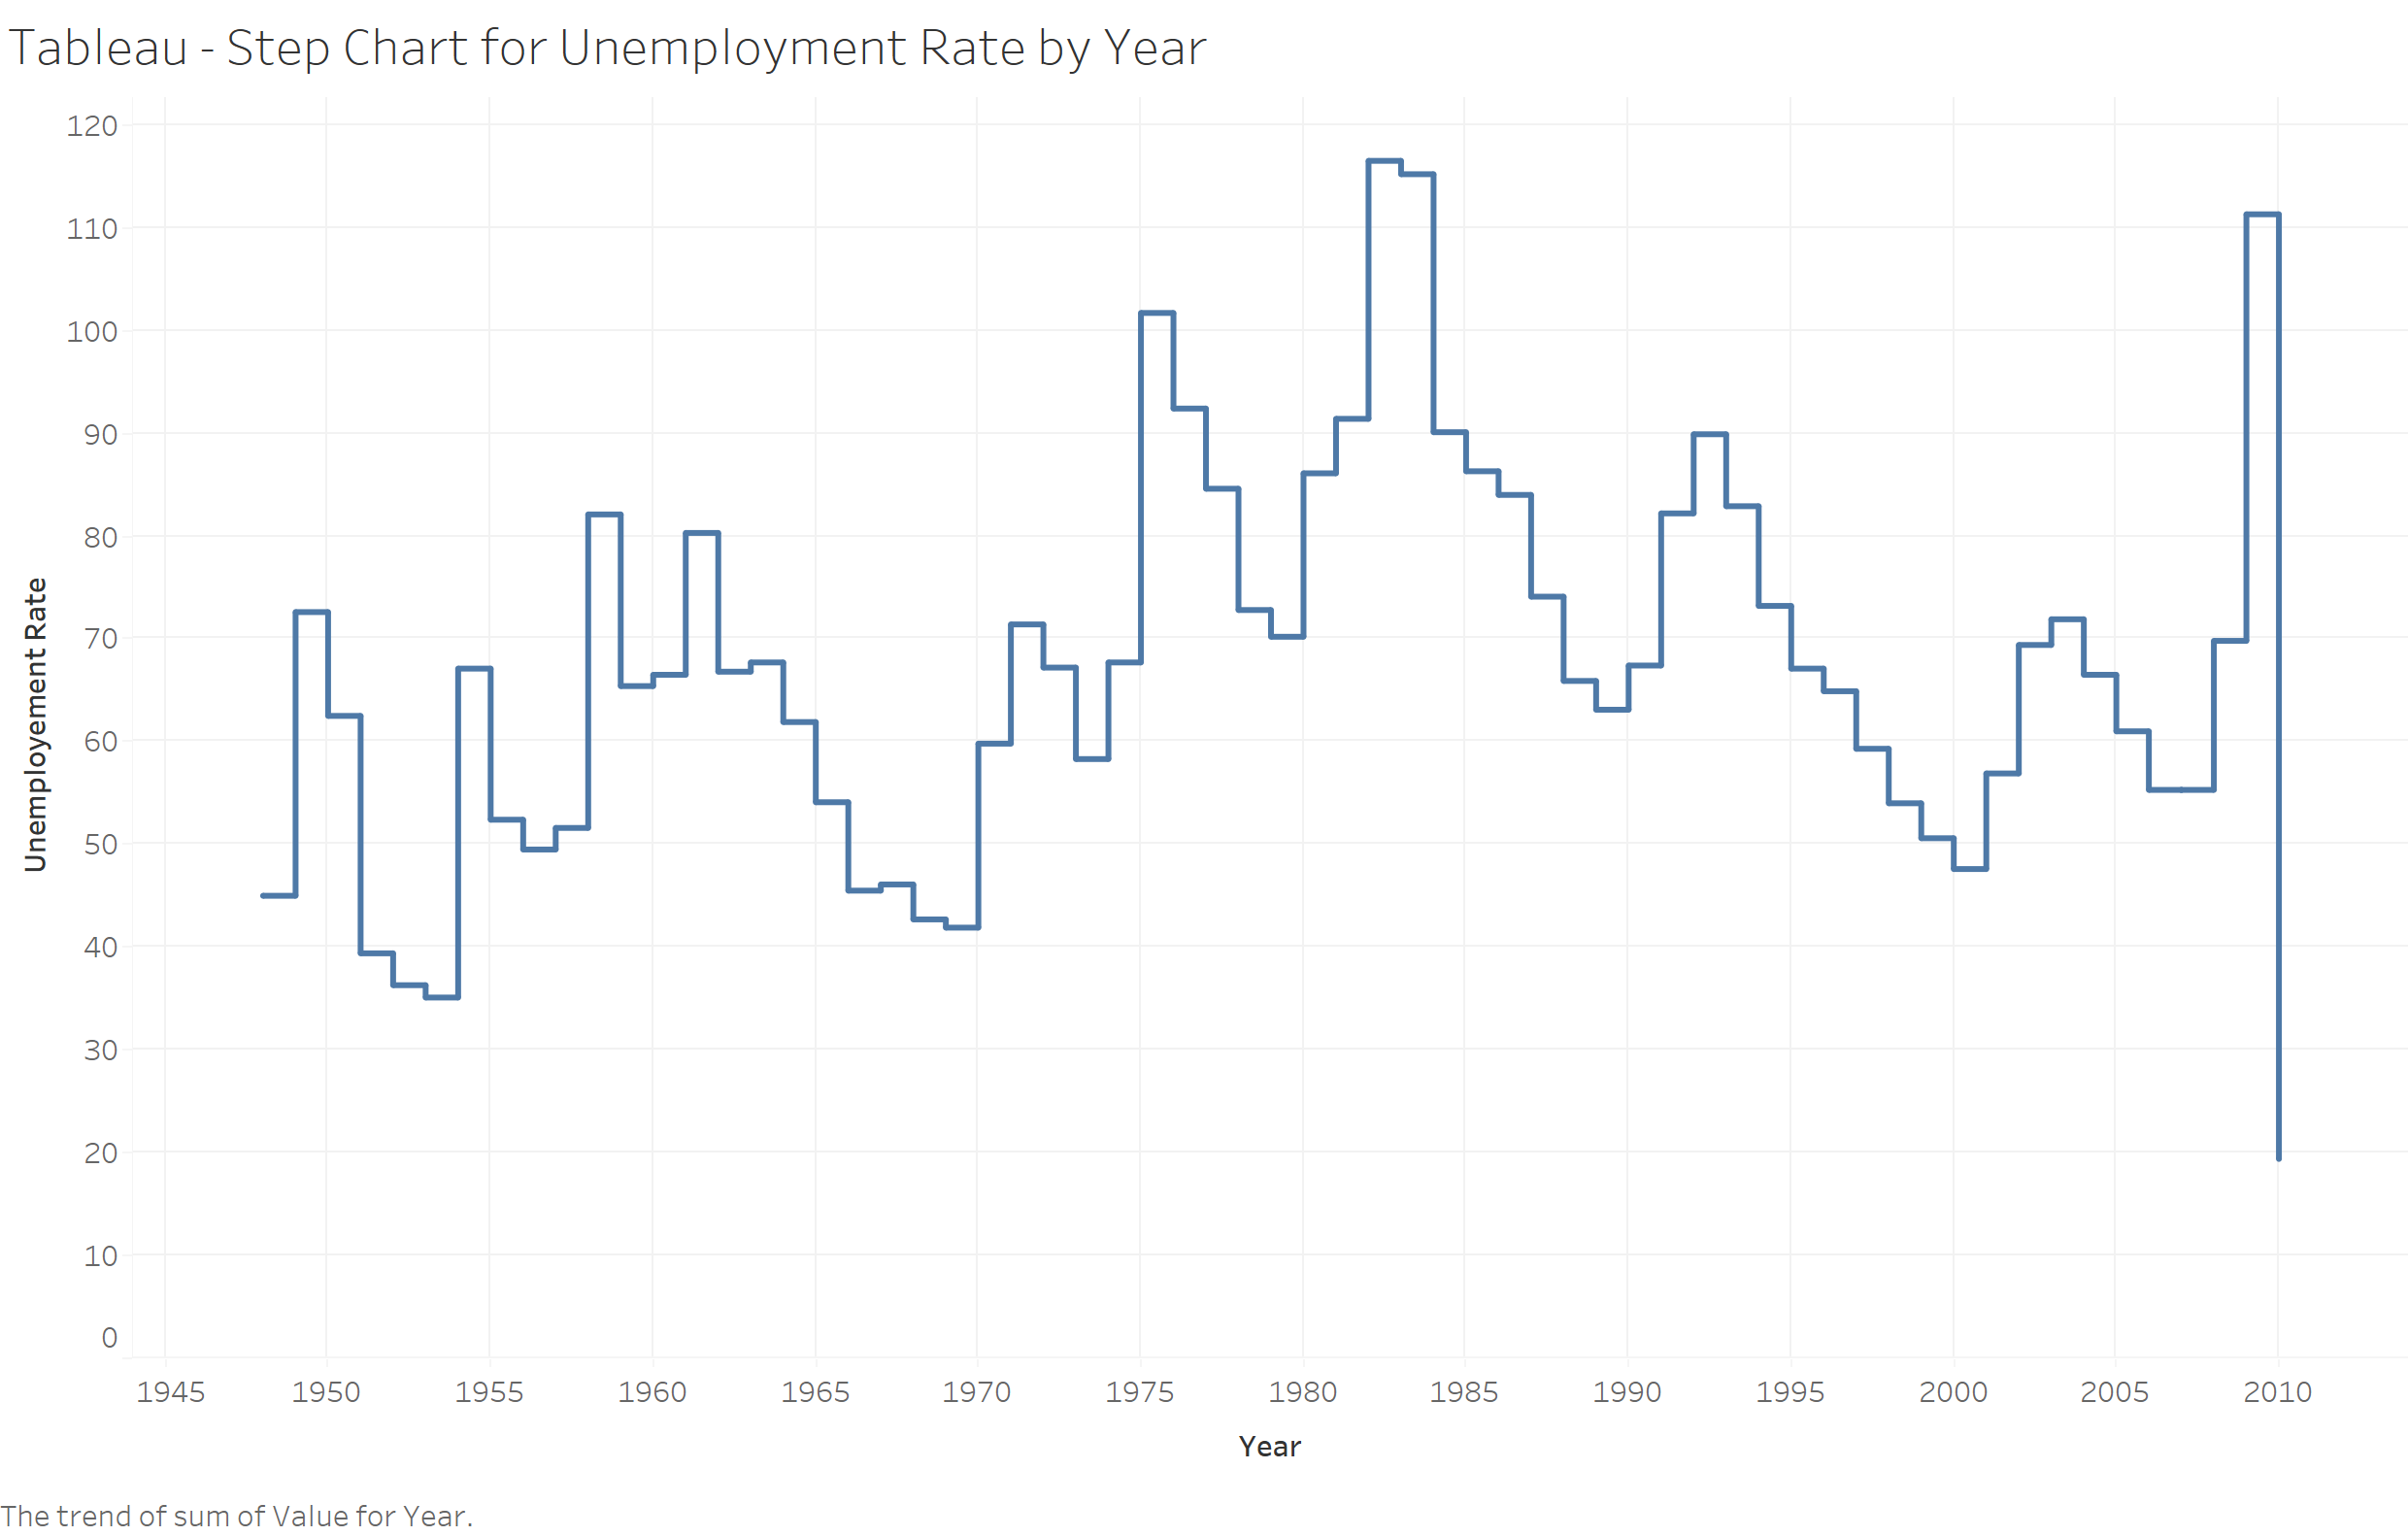 Tableau - Step Chart for Unemployment Rate by Year
120
110
100
90
80
70
60
50
40
30
20
10
0
Unemployement Rate
1945 1950 1955 1960 1965 1970 1975 1980 1985 1990 1995 2000 2005 2010
Year
The trend of sum of Value for Year.